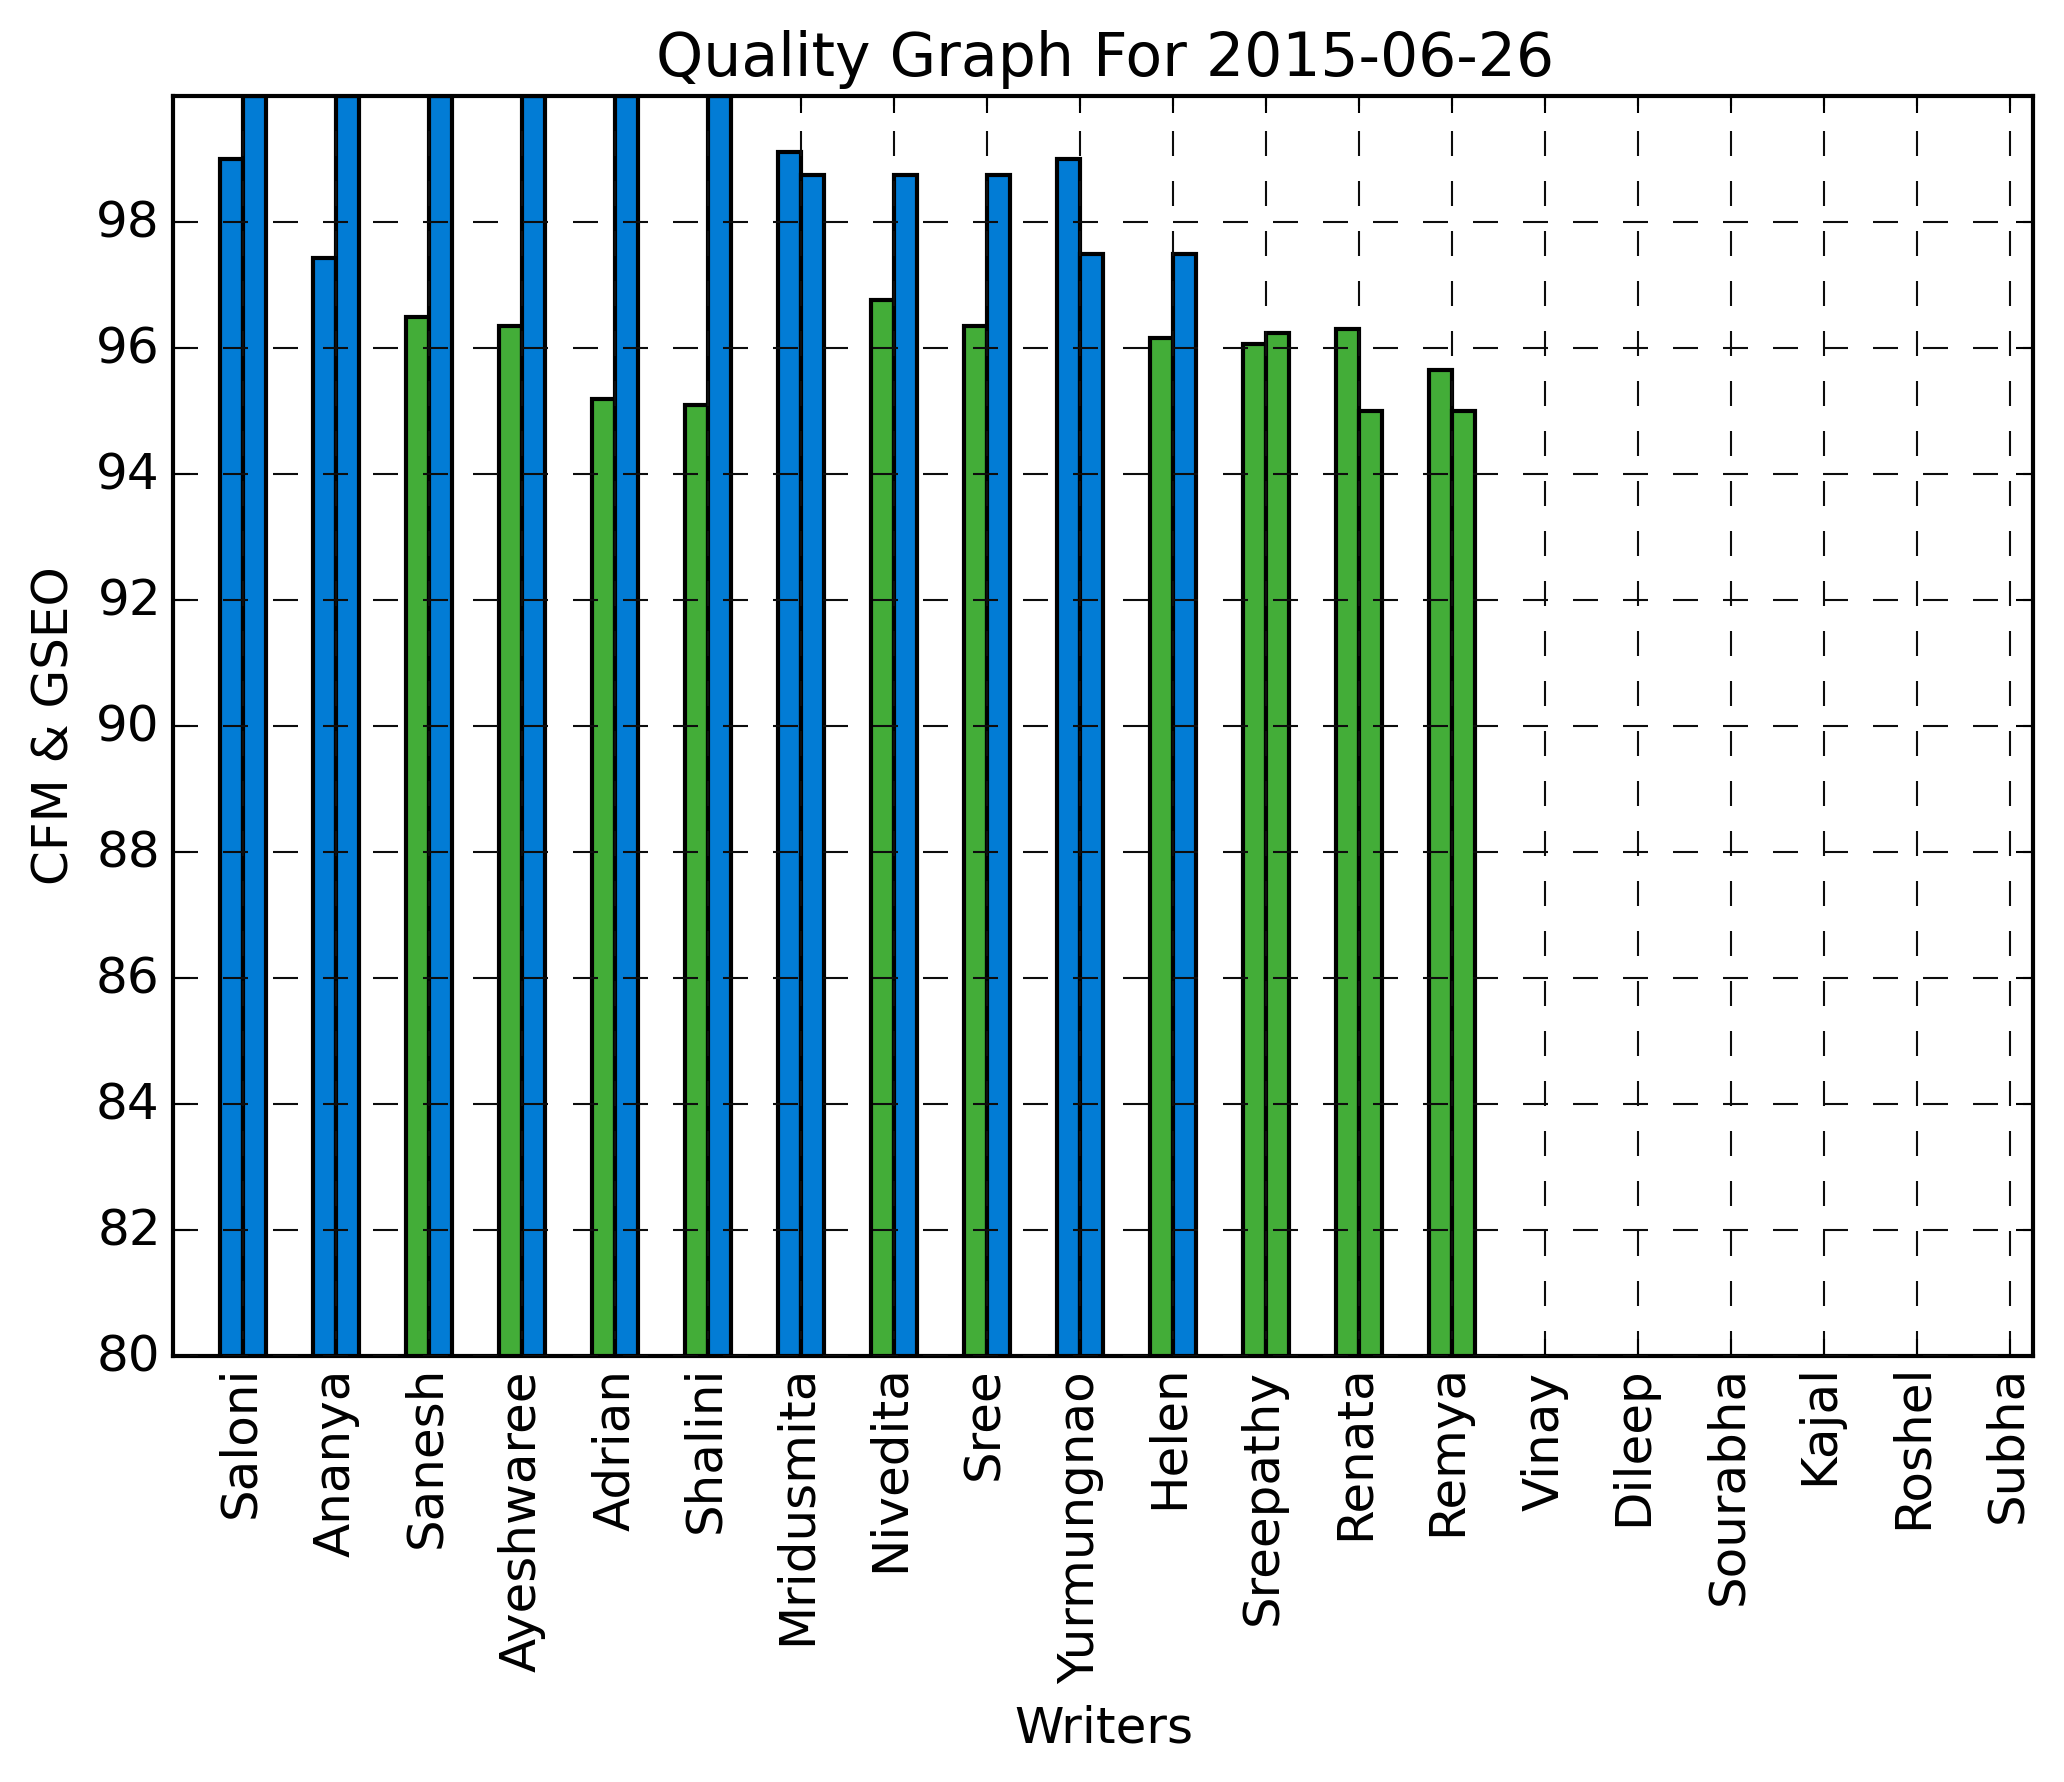 Quality Graph For 2015-06-26
CFM & GSEO
98
96
94
92
90
88
86
84
82
80
Saloni
Ananya
Sanesh
Ayeshwaree
Adrian
Shalini
Mridusmita
Nivedita
Sree
Yurmungnao
Helen
Sreepathy
Renata
Remya
Vinay
Dileep
Sourabha
Kajal
Roshel
Subha
Writers